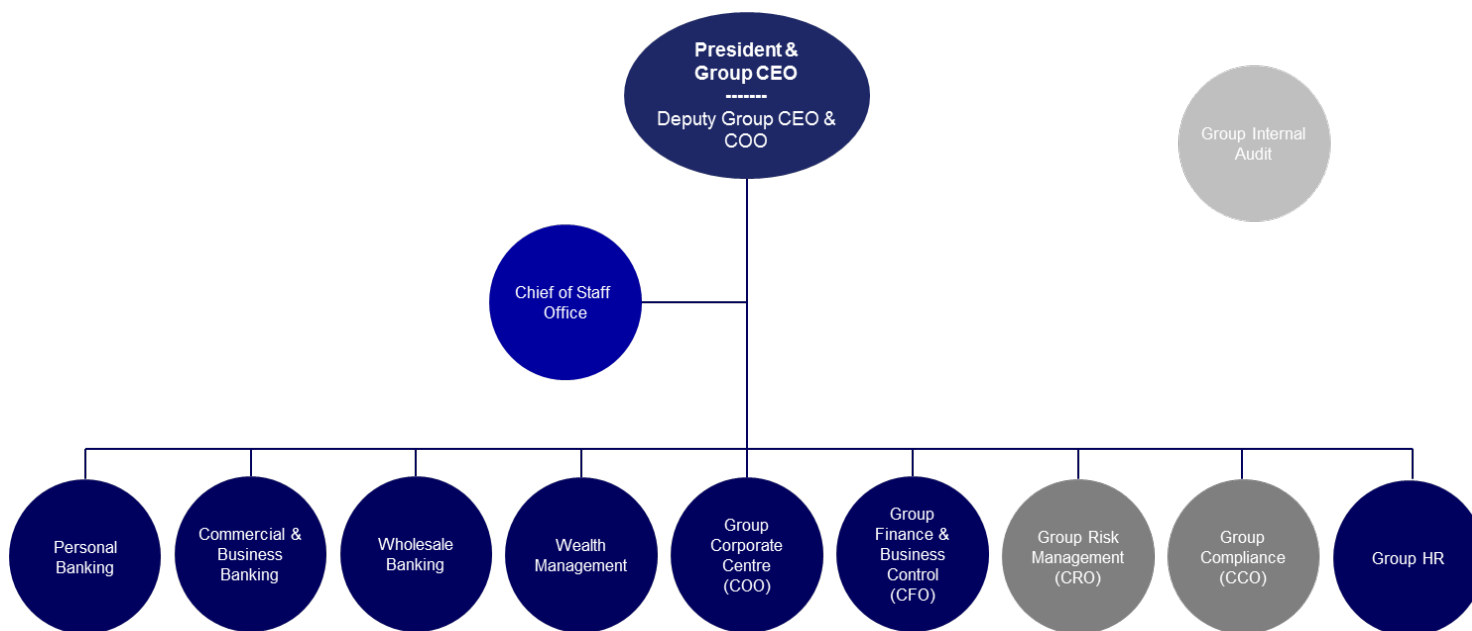 President &
Group CEO
-------
Deputy Group CEO &
COO
Group Internal
Audit
Chief of Staff
Office
Personal
Banking
Commercial &
Business
Banking
Wholesale
Banking
Wealth
Management
Group
Corporate
Centre
(COO)
Group
Finance &
Business
Control
(CFO)
Group Risk
Management
(CRO)
Group
Compliance
(CCO)
Group HR